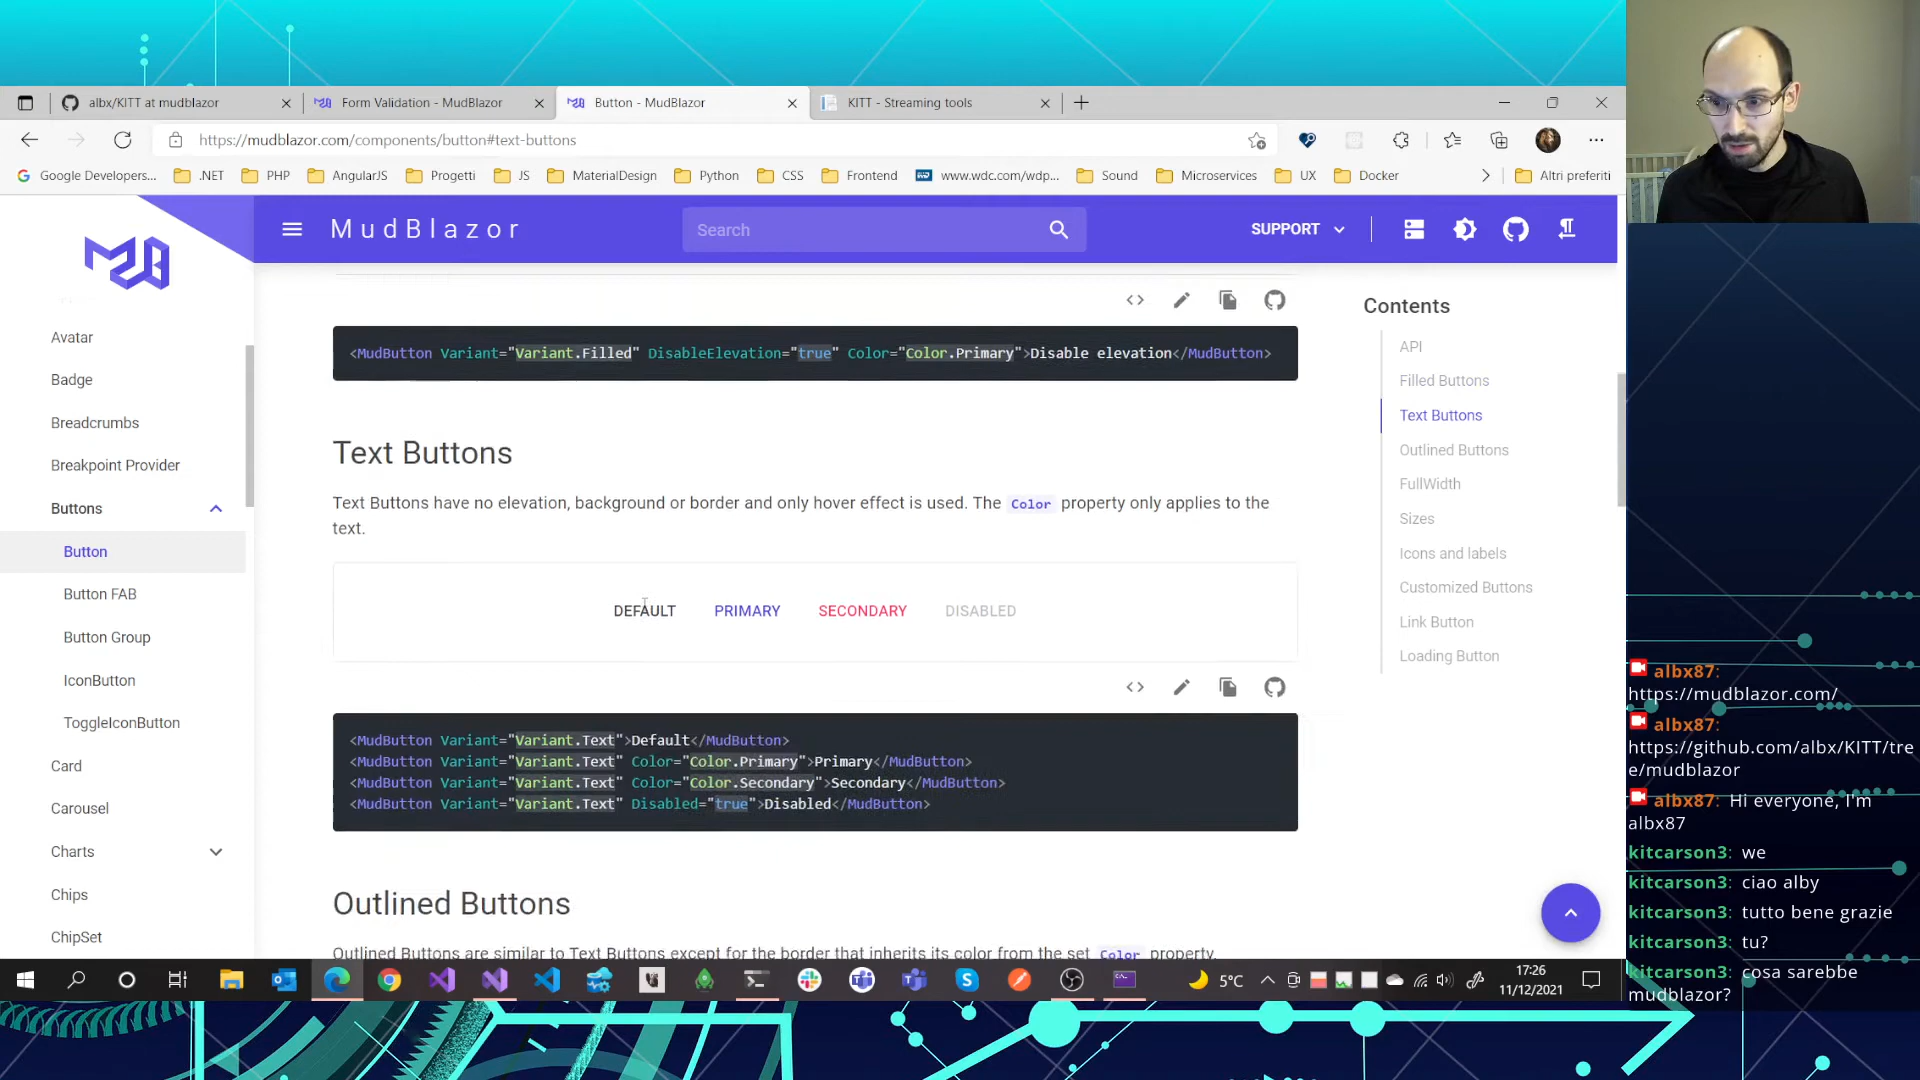 albx/KITT at mudblazor
Form Validation - MudBlazor
Button - MudBlazor
KITT - Streaming tools
https://mudblazor.com/components/button#text-buttons
Google Developers...
.NET
PHP
AngularJS
Progetti
JS
MaterialDesign
Python
CSS
Frontend
www.wdc.com/wdp...
Sound
Microservices
UX
Docker
Altri preferiti
MudBlazor
Search
SUPPORT
Avatar
Badge
Breadcrumbs
Breakpoint Provider
Buttons
Button
Button FAB
Button Group
IconButton
ToggleIconButton
Card
Carousel
Charts
Chips
ChipSet
<MudButton Variant="Variant.Filled" DisableElevation="true" Color="Color.Primary">Disable elevation</MudButton>
Text Buttons
Text Buttons have no elevation, background or border and only hover effect is used. The Color property only applies to the
text.
DEFAULT PRIMARY SECONDARY DISABLED
<MudButton Variant="Variant.Text">Default</MudButton>
<MudButton Variant="Variant.Text" Color="Color.Primary">Primary</MudButton>
<MudButton Variant="Variant.Text" Color="Color.Secondary">Secondary</MudButton>
<MudButton Variant="Variant.Text" Disabled="true">Disabled</MudButton>
Outlined Buttons
Outlined Buttons are similar to Text Buttons except for the border that inherits its color from the set Color property.
Contents
API
Filled Buttons
Text Buttons
Outlined Buttons
FullWidth
Sizes
Icons and labels
Customized Buttons
Link Button
Loading Button
albx87:
https://mudblazor.com/
albx87:
https://github.com/albx/KITT/tre
e/mudblazor
albx87: Hi everyone, I'm
albx87
kitcarson3: we
kitcarson3: ciao alby
kitcarson3: tutto bene grazie
kitcarson3: tu?
kitcarson3: cosa sarebbe
mudblazor?
5°C
17:26
11/12/2021